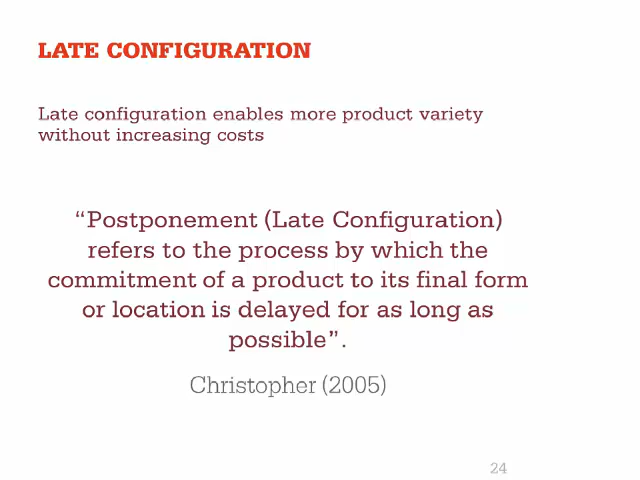 LATE CONFIGURATION
Late configuration enables more product variety
without increasing costs
“Postponement (Late Configuration)
refers to the process by which the
commitment of a product to its final form
or location is delayed for as long as
possible”.
Christopher (2005)
24